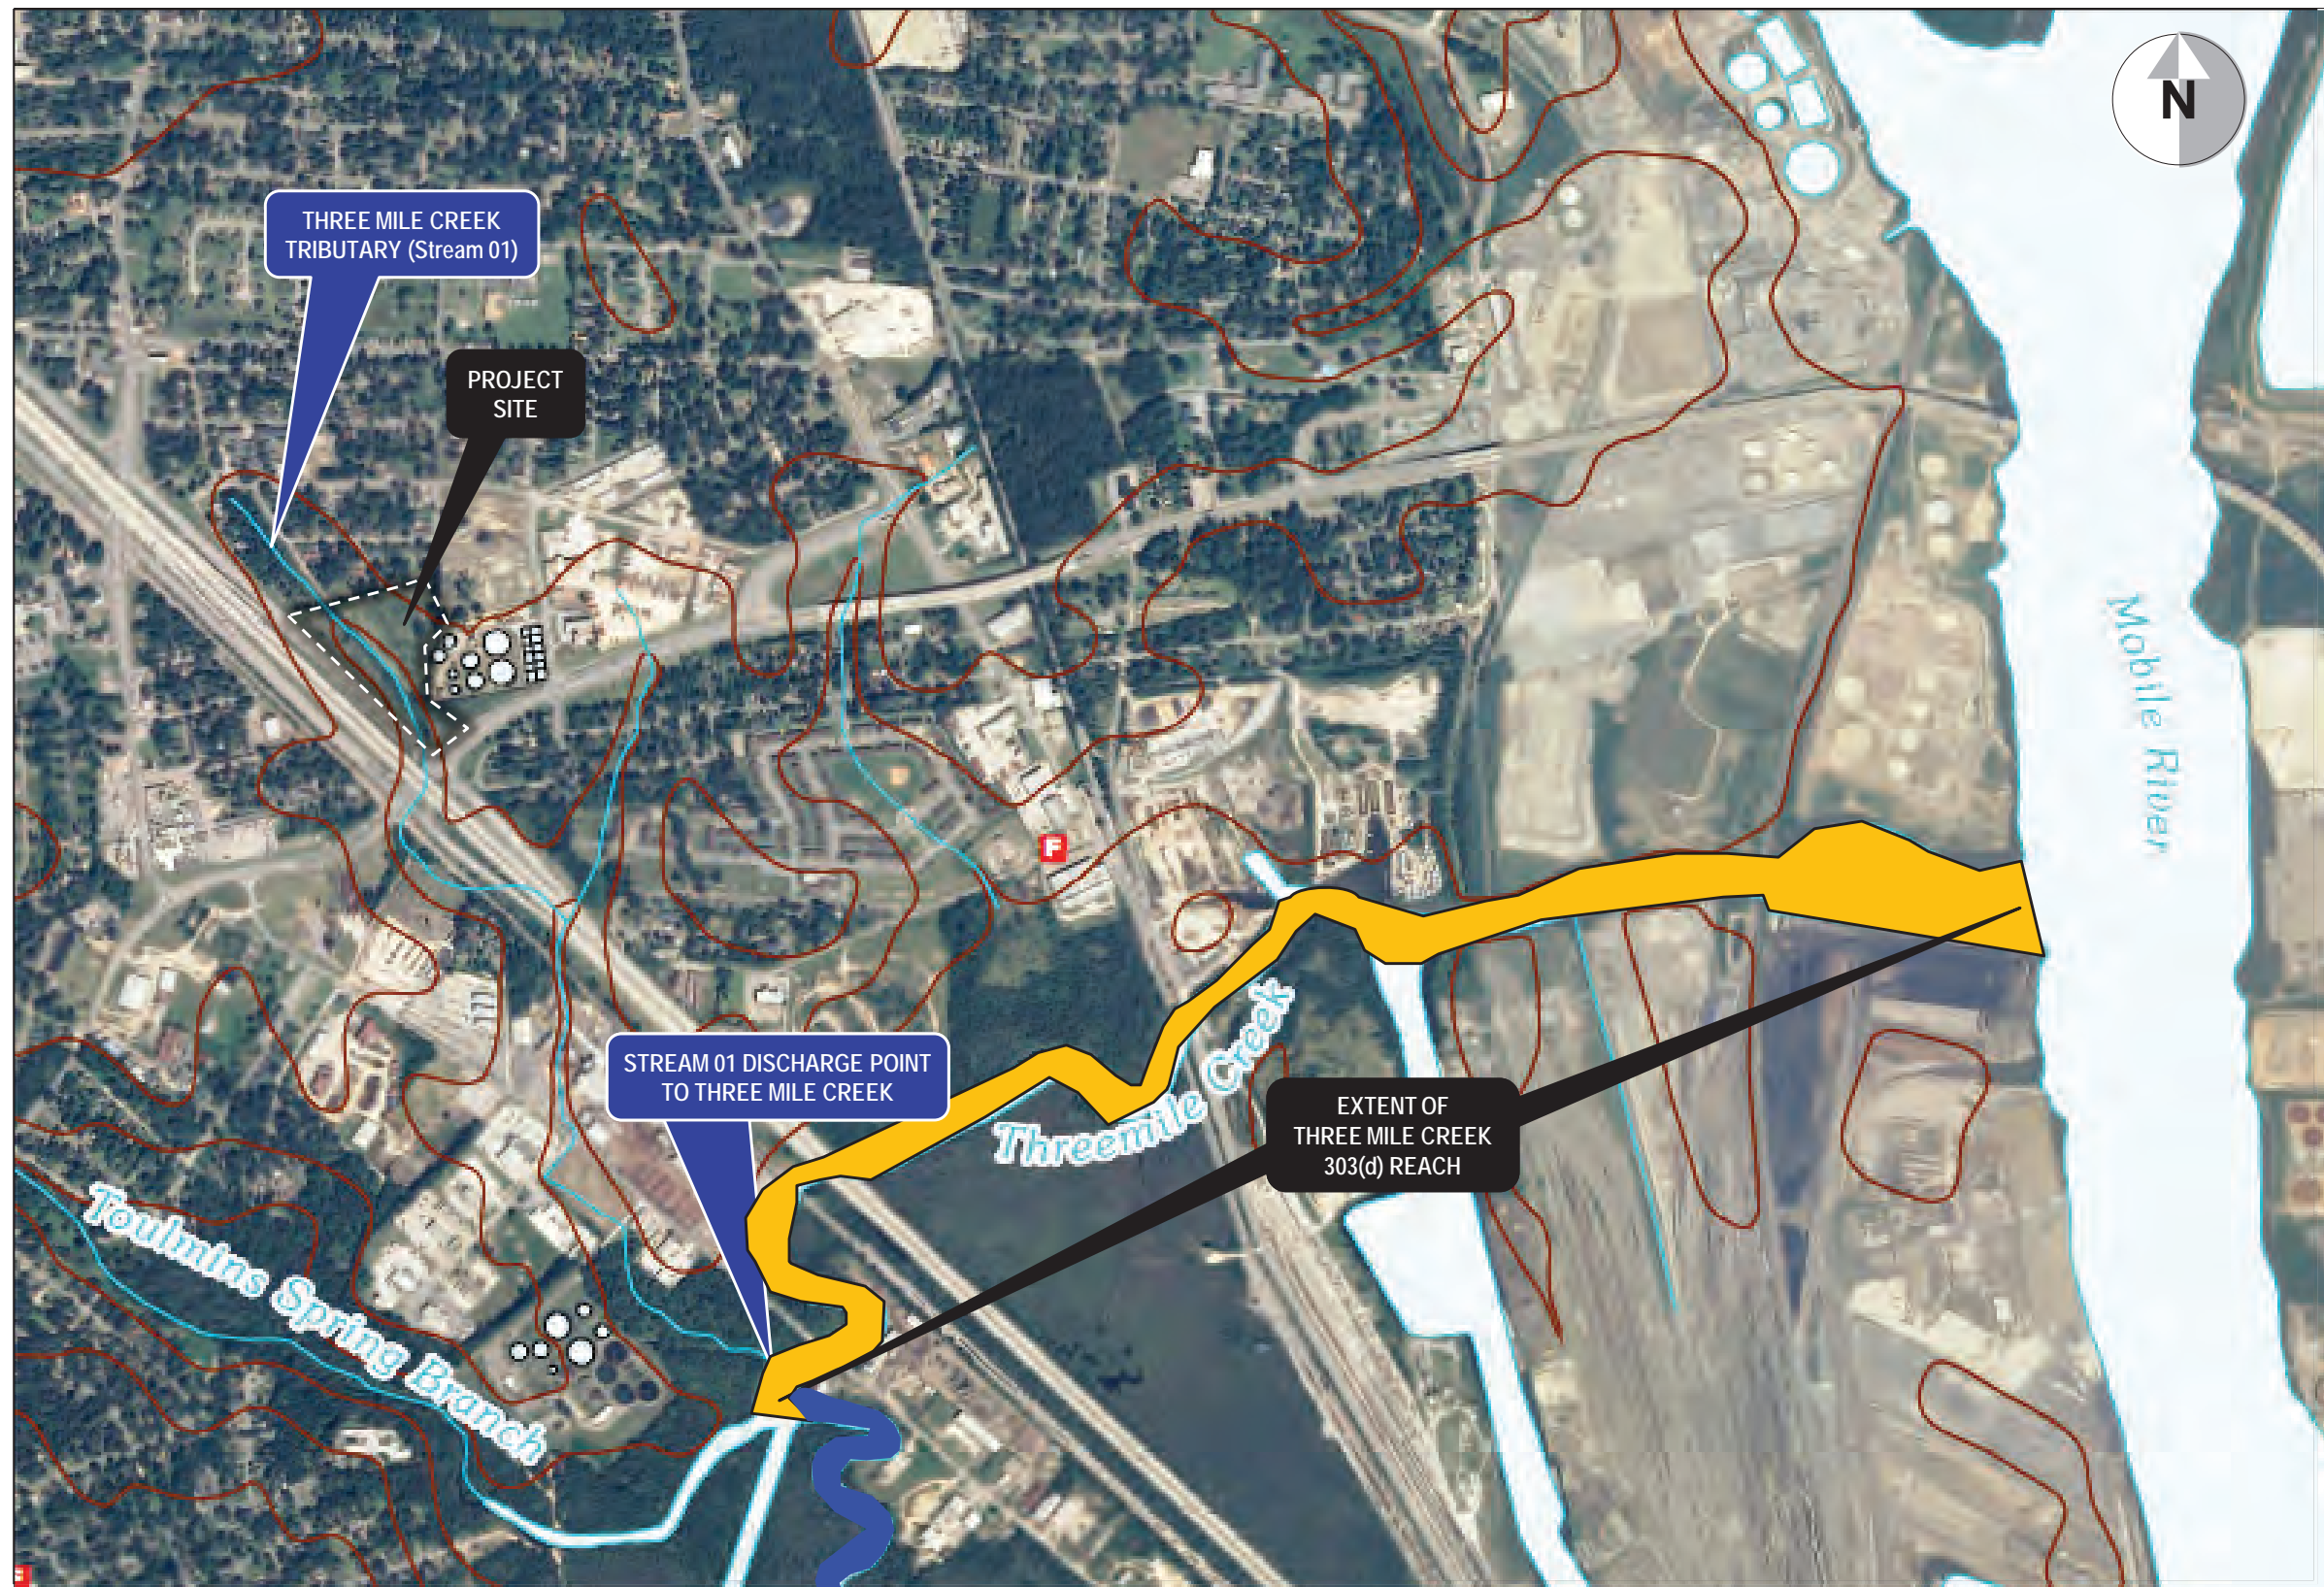 N
THREE MILE CREEK
TRIBUTARY (Stream 01)
PROJECT
SITE
Mobile River
F
Threemile Creek
STREAM 01 DISCHARGE POINT
TO THREE MILE CREEK
EXTENT OF
THREE MILE CREEK
303(d) REACH
Toulmins Spring Branch